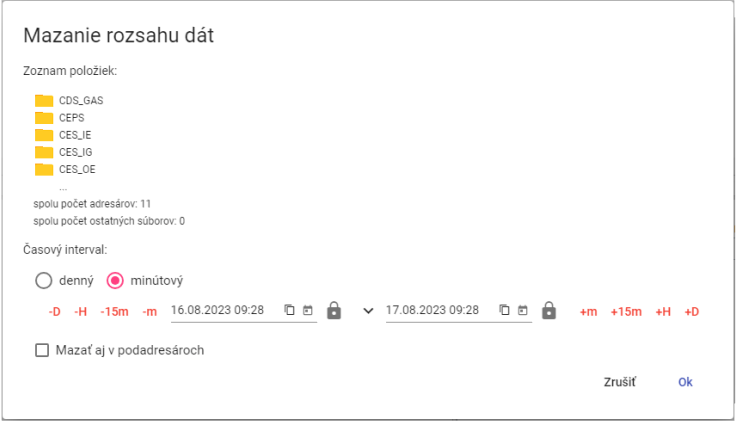 Mazanie rozsahu dát
Zoznam položiek:
CDS_GAS
CEPS
CES_IE
CES_IG
CES_OE
...
spolu počet adresárov: 11
spolu počet ostatných súborov: 0
Časový interval:
denný minútový
-D -H -15m -m 16.08.2023 09:28 17.08.2023 09:28 +m +15m +H +D
Mazať aj v podadresároch
Zrušiť Ok